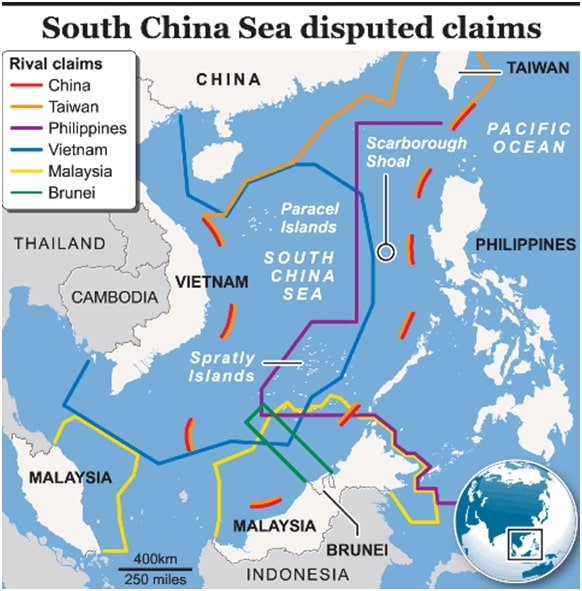 South China Sea disputed claims
Rival claims
China
Taiwan
Philippines
Vietnam
Malaysia
Brunei
CHINA
TAIWAN
PACIFIC
OCEAN
Scarborough
Shoal
Paracel
Islands
THAILAND
SOUTH
CHINA
SEA
PHILIPPINES
VIETNAM
CAMBODIA
Spratly
Islands
MALAYSIA
MALAYSIA
BRUNEI
400km
250 miles
INDONESIA